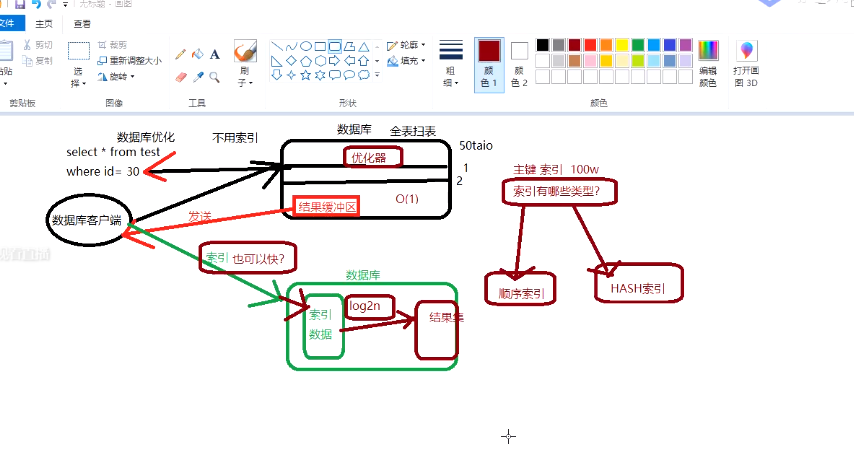 无标题 - 画图
文件
主页
查看
剪切
复制
粘贴
剪贴板
选择
裁剪
重新调整大小
旋转
图像
工具
刷子
形状
轮廓
填充
粗细
颜色 1
颜色 2
颜色
编辑颜色
打开画图 3D
数据库优化
不用索引
数据库
全表扫表
select * from test
where id= 30
优化器
50taio
1
2
O(1)
结果缓冲区
发送
数据库客户端
索引 也可以快?
数据库
索引
数据
log2n
结果集
主键 索引 100w
索引有哪些类型?
顺序索引
HASH索引